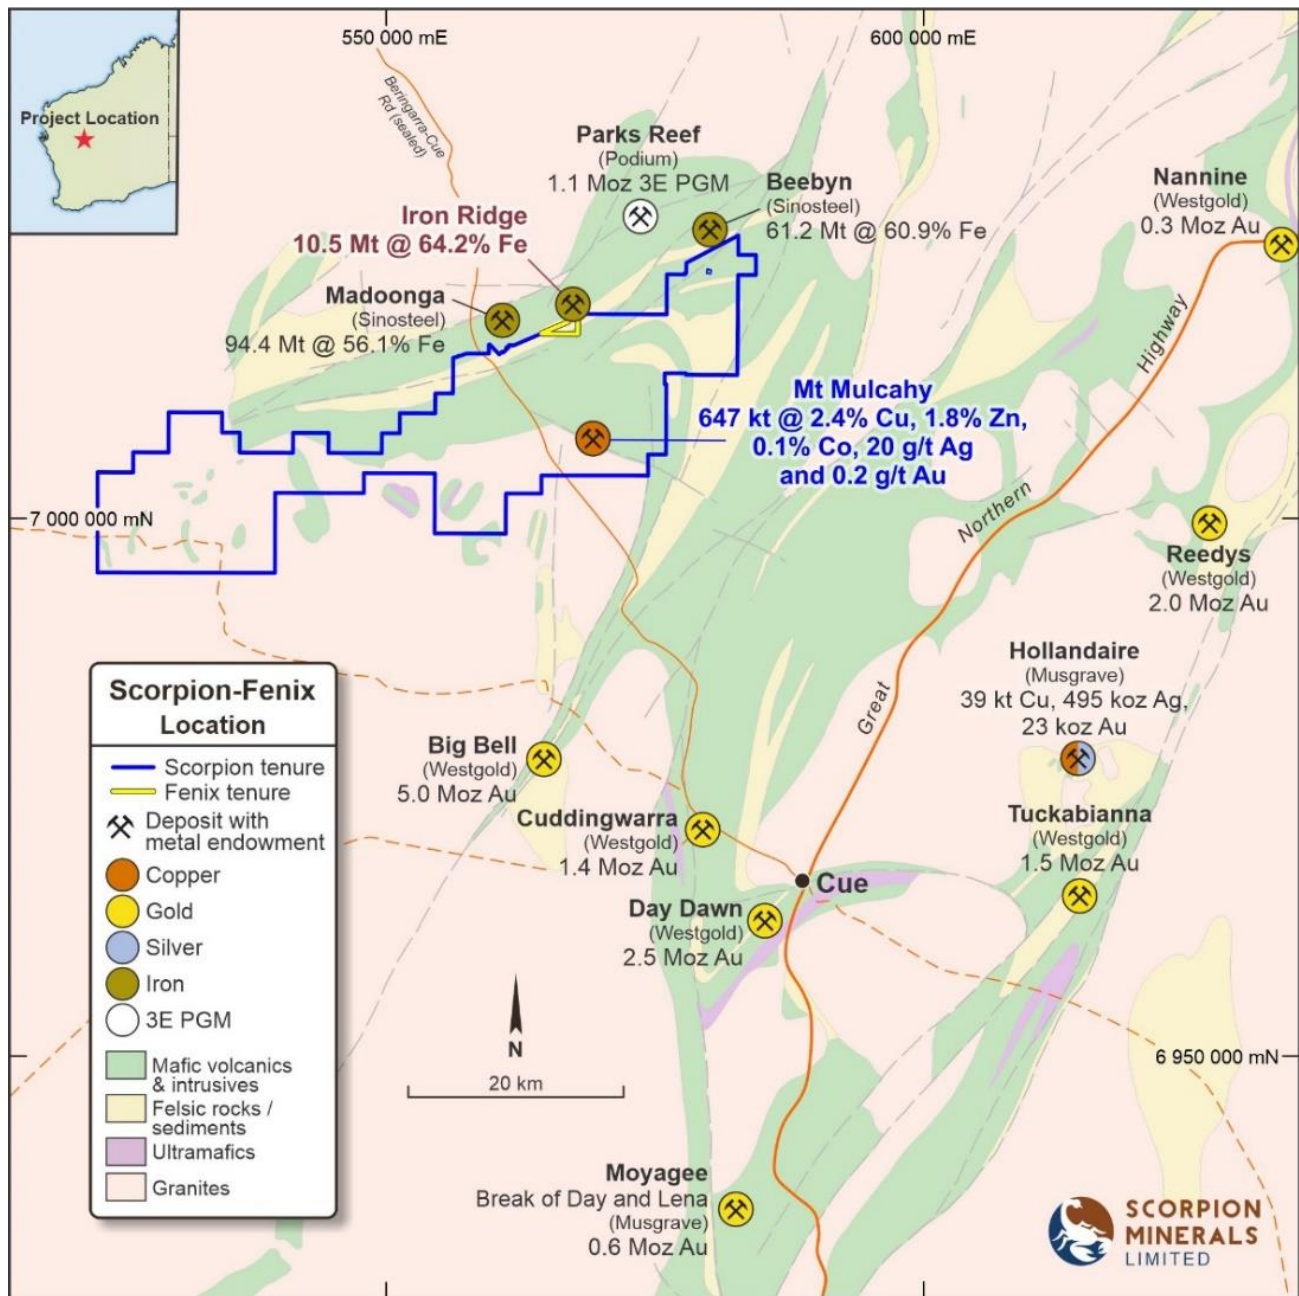 550 000 mE
600 000 mE
Project Location
Beringarra-Cue
Rd (sealed)
Parks Reef
(Podium)
1.1 Moz 3E PGM
Beebyn
(Sinosteel)
61.2 Mt @ 60.9% Fe
Nannine
(Westgold)
0.3 Moz Au
Iron Ridge
10.5 Mt @ 64.2% Fe
Madoonga
(Sinosteel)
94.4 Mt @ 56.1% Fe
Highway
Mt Mulcahy
647 kt @ 2.4% Cu, 1.8% Zn,
0.1% Co, 20 g/t Ag
and 0.2 g/t Au
7 000 000 mN
Northern
Reedys
(Westgold)
2.0 Moz Au
Hollandaire
(Musgrave)
39 kt Cu, 495 koz Ag,
23 koz Au
Great
Big Bell
(Westgold)
5.0 Moz Au
Cuddingwarra
(Westgold)
1.4 Moz Au
Tuckabianna
(Westgold)
1.5 Moz Au
Cue
Day Dawn
(Westgold)
2.5 Moz Au
Scorpion-Fenix
Location
Scorpion tenure
Fenix tenure
Deposit with
metal endowment
Copper
Gold
Silver
Iron
3E PGM
Mafic volcanics
& intrusives
Felsic rocks /
sediments
Ultramafics
Granites
N
20 km
6 950 000 mN
Moyagee
Break of Day and Lena
(Musgrave)
0.6 Moz Au
SCORPION
MINERALS
LIMITED